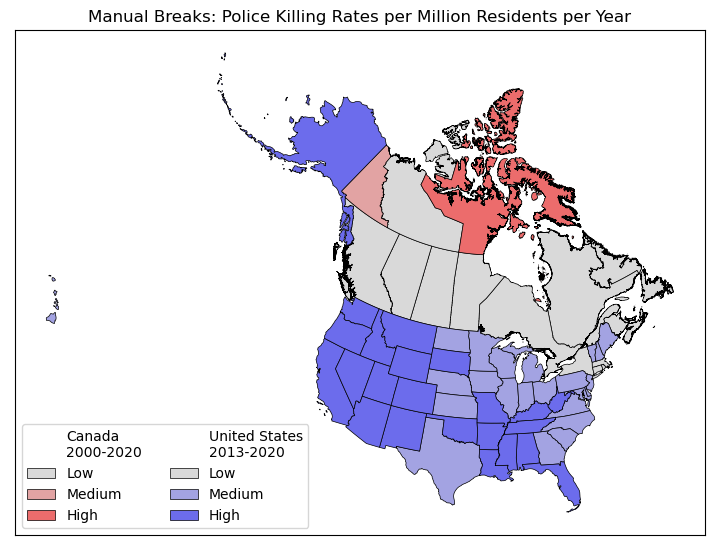 Manual Breaks: Police Killing Rates per Million Residents per Year
Canada
2000-2020
Low
Medium
High
United States
2013-2020
Low
Medium
High